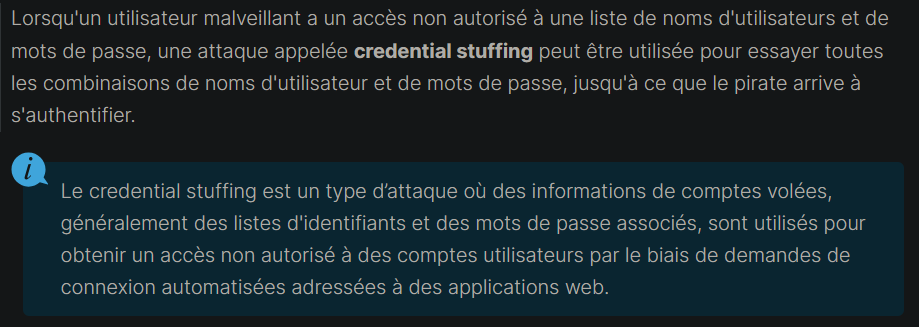 Lorsqu'un utilisateur malveillant a un accès non autorisé à une liste de noms d'utilisateurs et de
mots de passe, une attaque appelée credential stuffing peut être utilisée pour essayer toutes
les combinaisons de noms d'utilisateur et de mots de passe, jusqu'à ce que le pirate arrive à
s'authentifier.
i
Le credential stuffing est un type d’attaque où des informations de comptes volées,
généralement des listes d'identifiants et des mots de passe associés, sont utilisés pour
obtenir un accès non autorisé à des comptes utilisateurs par le biais de demandes de
connexion automatisées adressées à des applications web.